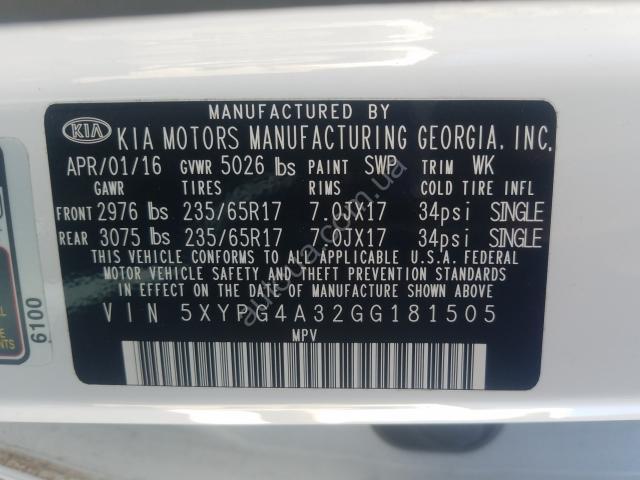 MANUFACTURED BY
KIA KIA MOTORS MANUFACTURING GEORGIA, INC.
APR/01/16 GVWR 5026 lbs PAINT SWP TRIM WK
GAWR TIRES RIMS COLD TIRE INFL
FRONT 2976 lbs 235/65R17 7.0JX17 34psi SINGLE
REAR 3075 lbs 235/65R17 7.0JX17 34psi SINGLE
THIS VEHICLE CONFORMS TO ALL APPLICABLE U.S.A. FEDERAL
MOTOR VEHICLE SAFETY AND THEFT PREVENTION STANDARDS
IN EFFECT ON THE DATE OF MANUFACTURE SHOWN ABOVE.
VIN 5XYPG4A32GG181505
MPV
6100